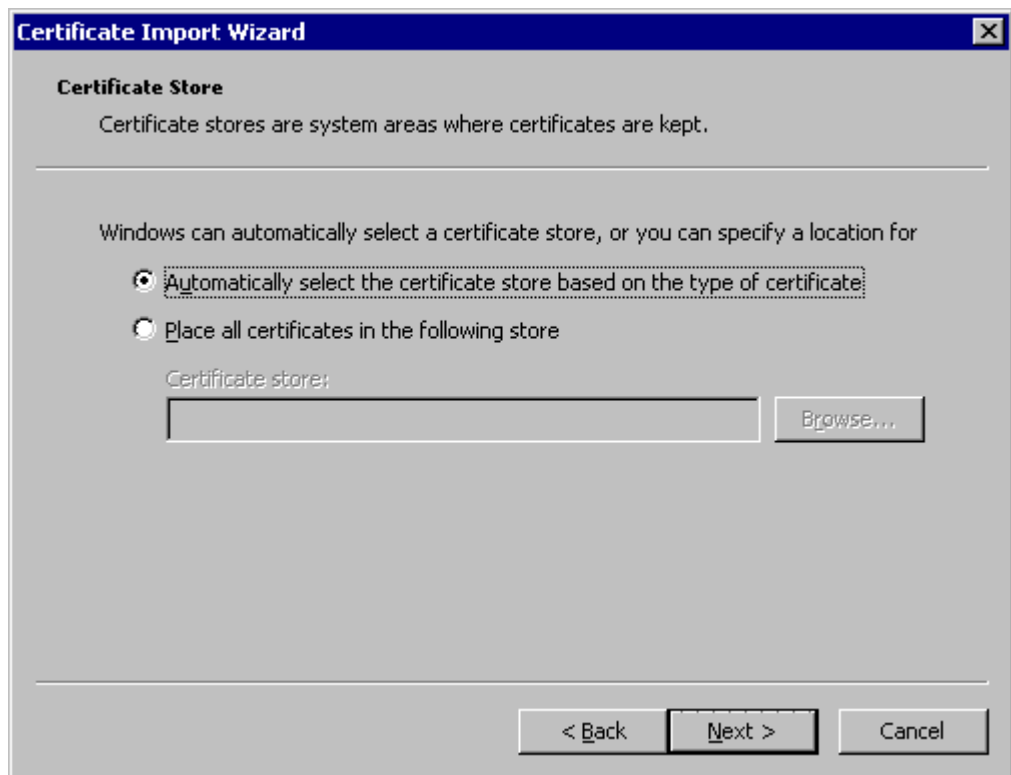 Certificate Import Wizard
Certificate Store
Certificate stores are system areas where certificates are kept.
Windows can automatically select a certificate store, or you can specify a location for
Automatically select the certificate store based on the type of certificate
Place all certificates in the following store
Certificate store:
Browse...
< Back
Next >
Cancel